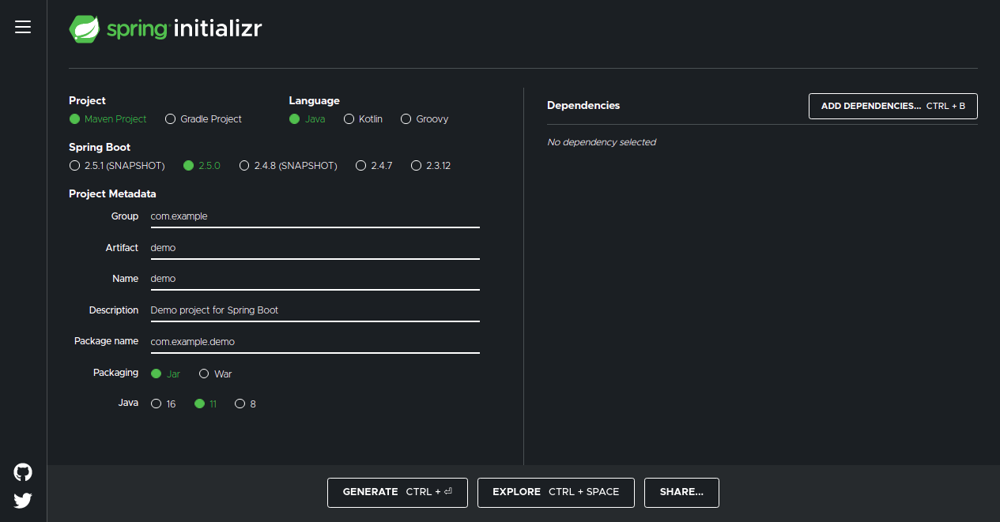 spring initializr
Project
Maven Project Gradle Project
Language
Java Kotlin Groovy
Spring Boot
2.5.1 (SNAPSHOT) 2.5.0 2.4.8 (SNAPSHOT) 2.4.7 2.3.12
Project Metadata
Group com.example
Artifact demo
Name demo
Description Demo project for Spring Boot
Package name com.example.demo
Packaging Jar War
Java 16 11 8
Dependencies
ADD DEPENDENCIES... CTRL + B
No dependency selected
GENERATE CTRL + ⏎
EXPLORE CTRL + SPACE
SHARE...